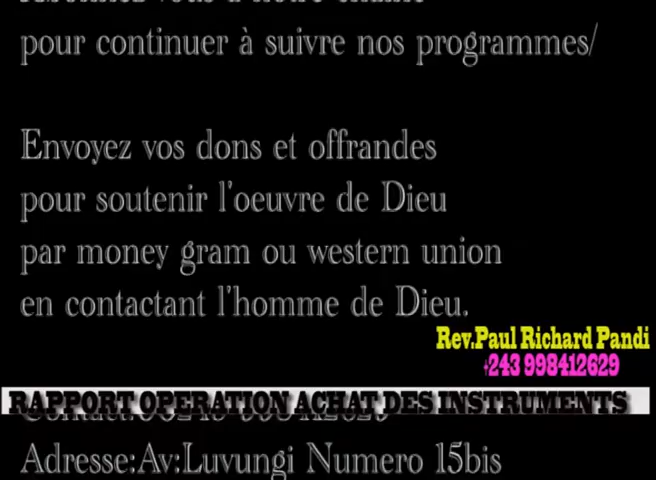 pour continuer à suivre nos programmes/
Envoyez vos dons et offrandes
pour soutenir l'oeuvre de Dieu
par money gram ou western union
en contactant l'homme de Dieu.
Rev.Paul Richard Pandi
+243 998412629
RAPPORT OPERATION ACHAT DES INSTRUMENTS
Adresse:Av:Luvungi Numero 15bis